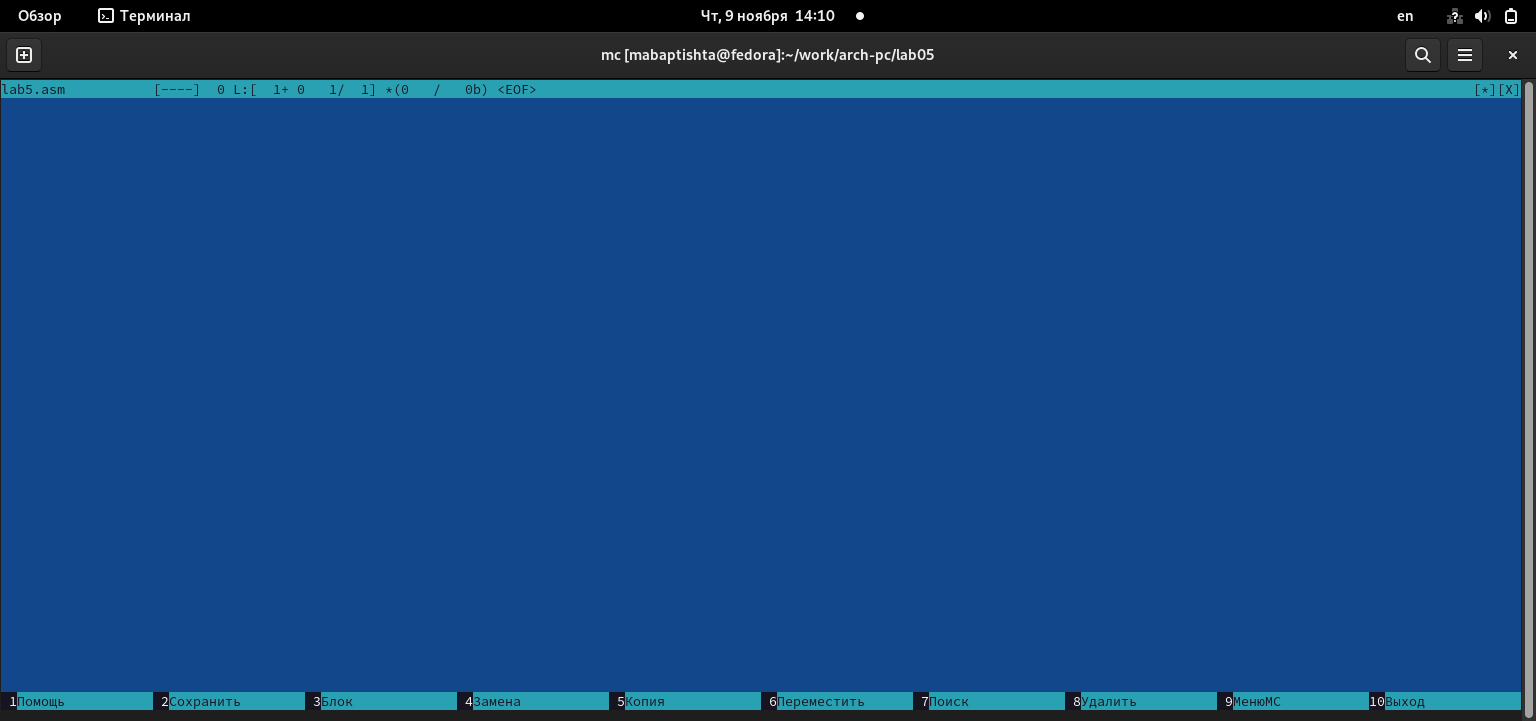 Обзор Терминал Чт, 9 ноября 14:10 en
mc [mabaptishta@fedora]:~/work/arch-pc/lab05
lab5.asm [----] 0 L:[ 1+ 0 1/ 1] *(0 / 0b) <EOF> [*][X]
1Помощь 2Сохранить 3Блок 4Замена 5Копия 6Переместить 7Поиск 8Удалить 9МенюMC 10Выход